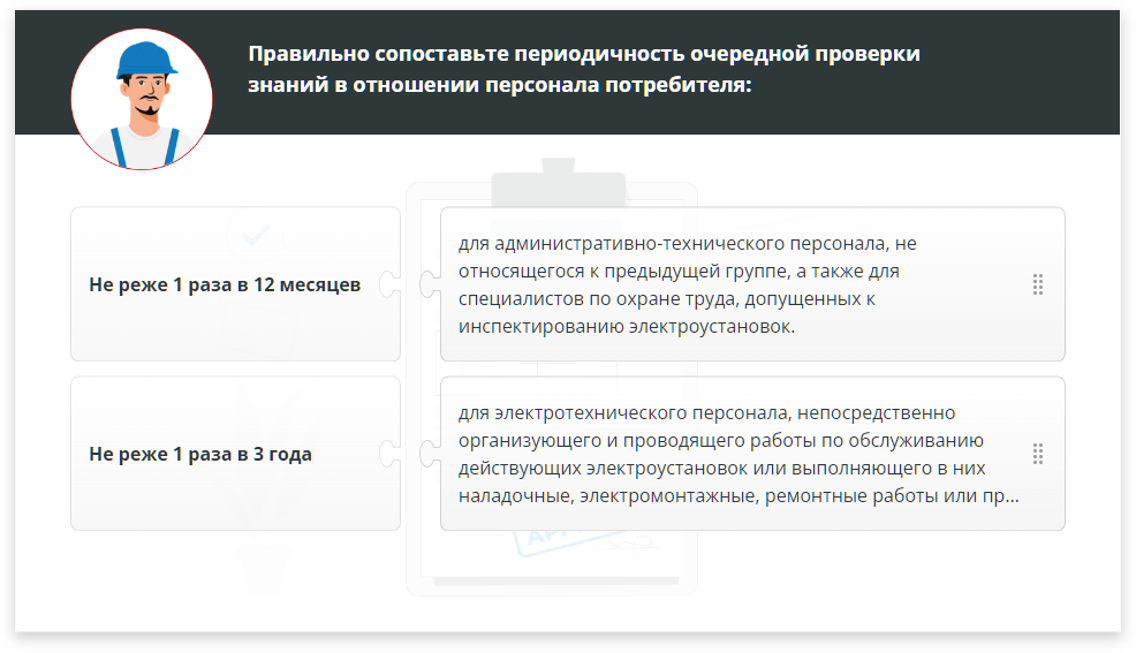 Правильно сопоставьте периодичность очередной проверки
знаний в отношении персонала потребителя:
Не реже 1 раза в 12 месяцев
для административно-технического персонала, не
относящегося к предыдущей группе, а также для
специалистов по охране труда, допущенных к
инспектированию электроустановок.
Не реже 1 раза в 3 года
для электротехнического персонала, непосредственно
организующего и проводящего работы по обслуживанию
действующих электроустановок или выполняющего в них
наладочные, электромонтажные, ремонтные работы или пр...